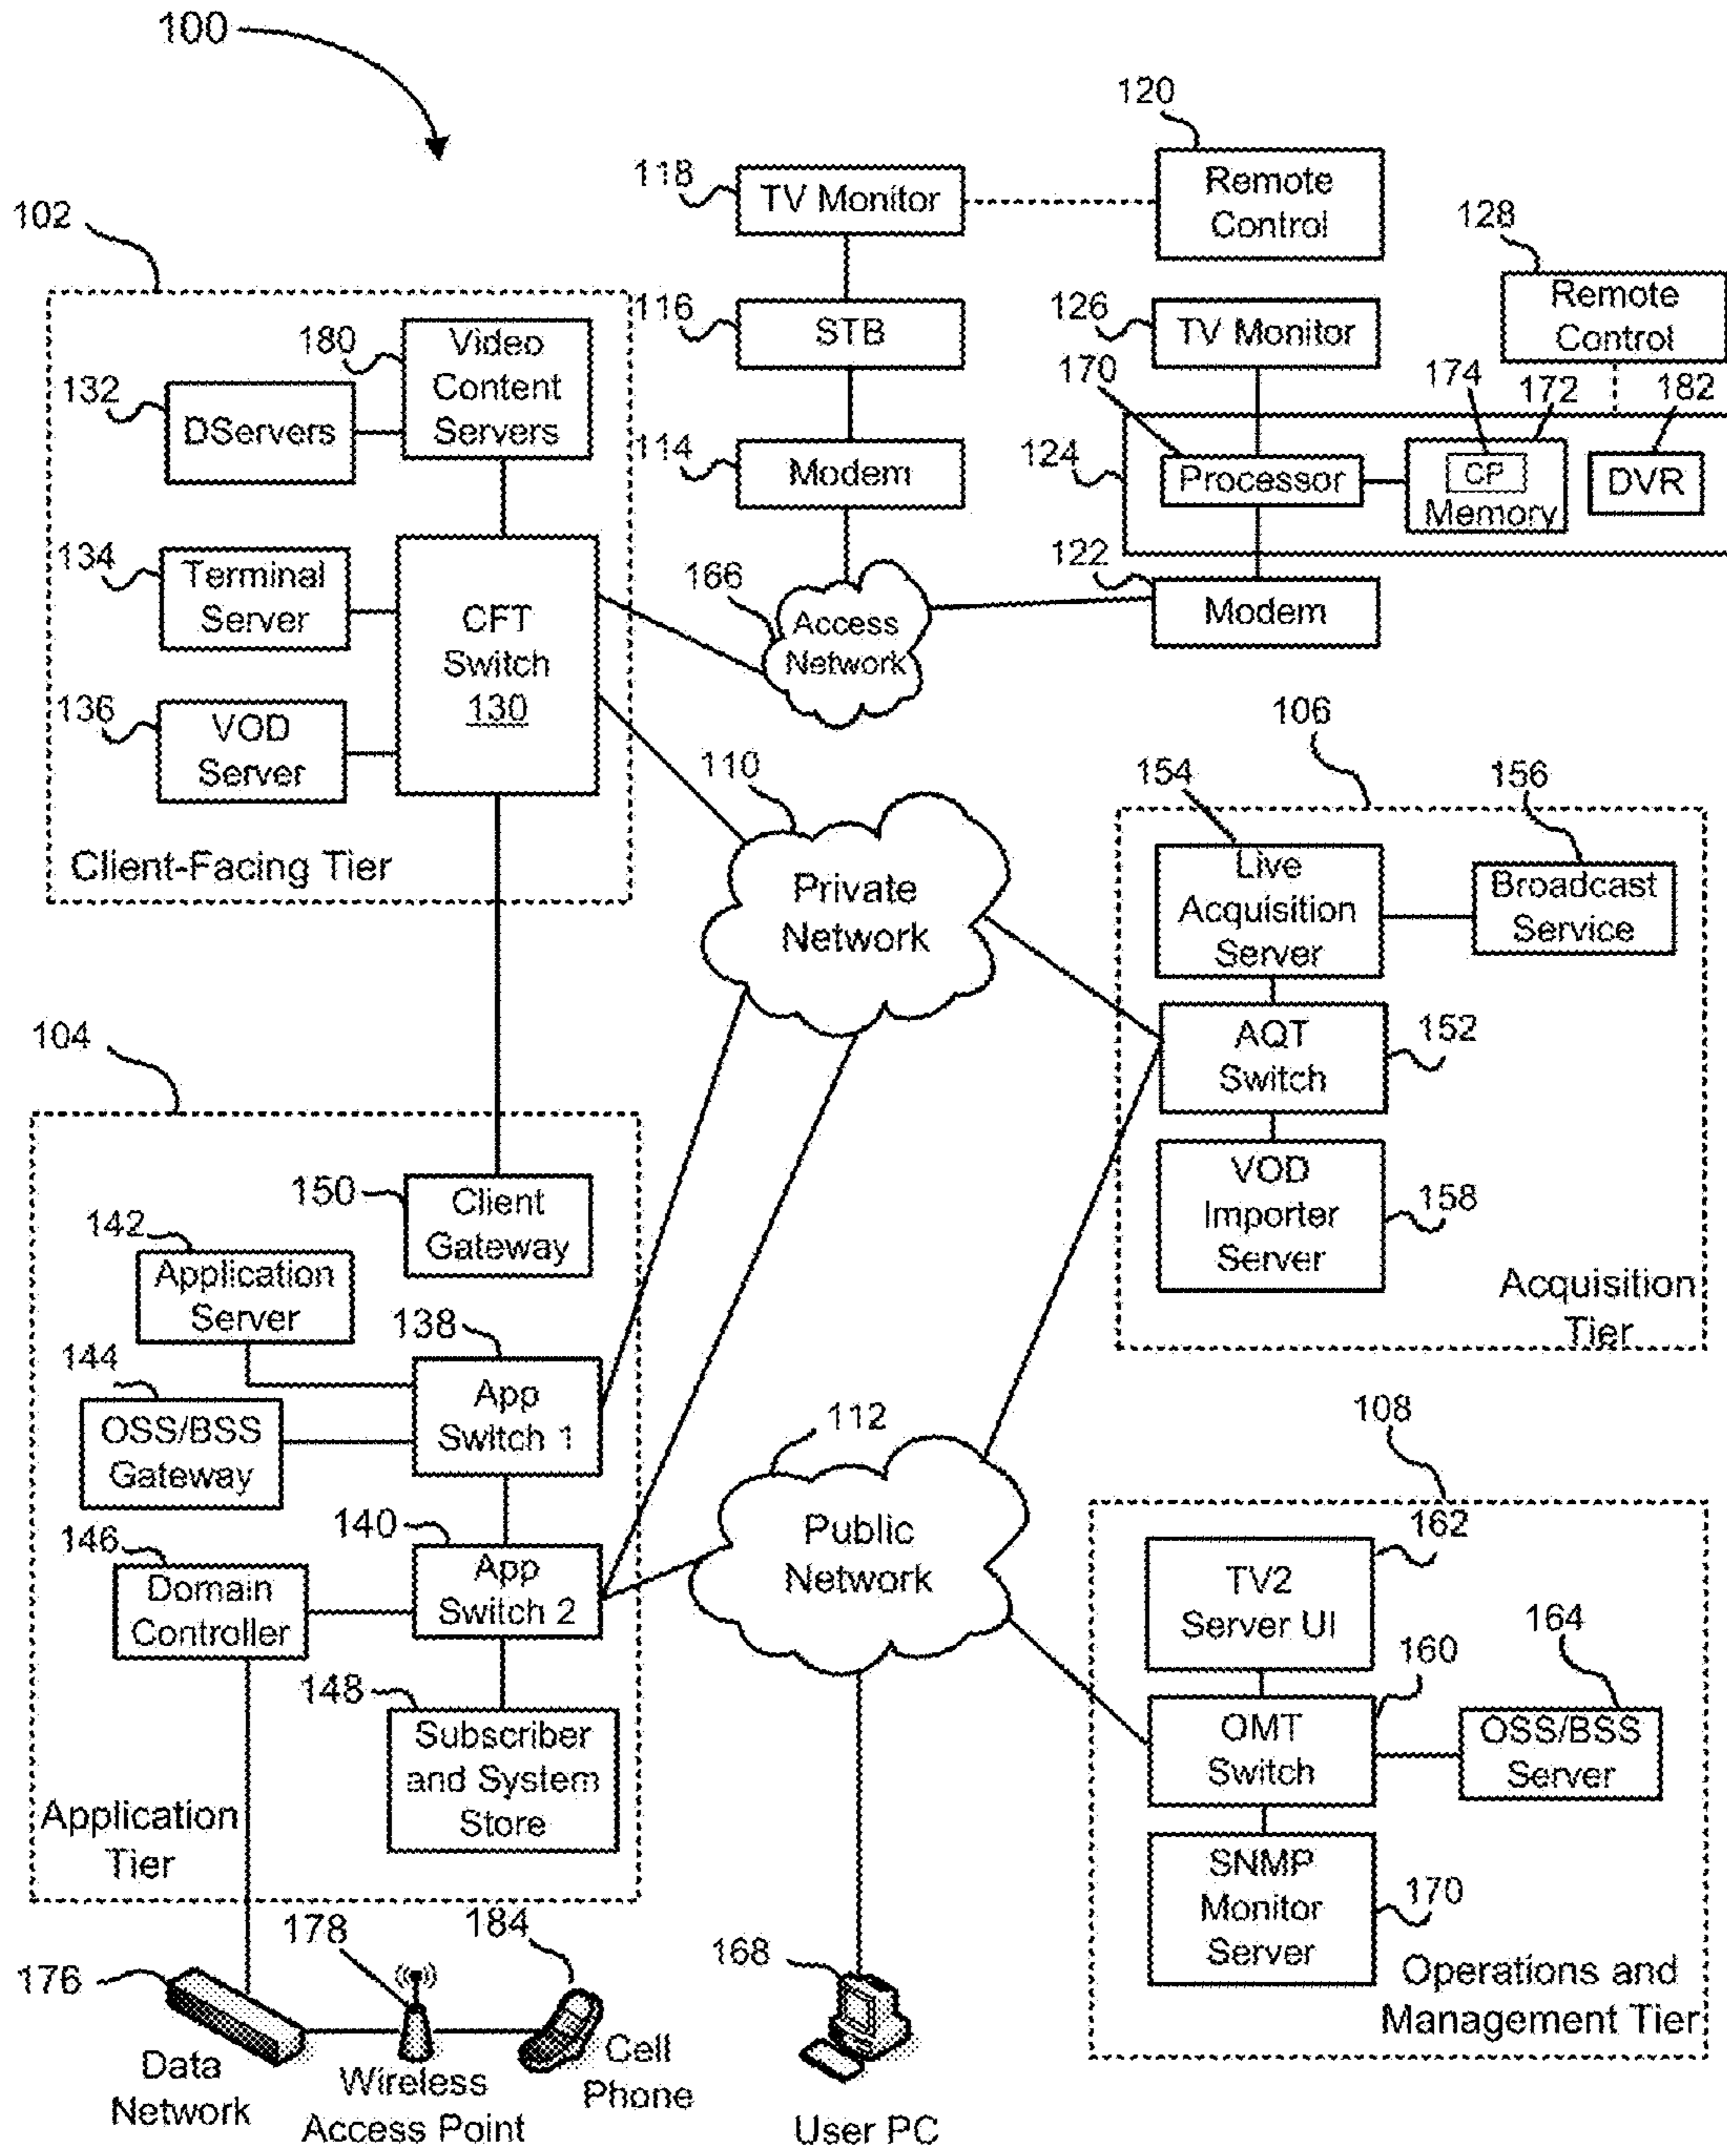 100
120
118
TV Monitor
Remote
Control
102
128
Remote
Control
116
STB
126
TV Monitor
180
Video
Content
Servers
132
DServers
170
174
172
182
114
Modem
124
Processor
CP
Memory
DVR
134
Terminal
Server
CFT
Switch
130
166
Access
Network
122
Modem
136
VOD
Server
Client-Facing Tier
110
Private
Network
106
154
156
Live
Acquisition
Server
Broadcast
Service
AQT
Switch
152
VOD
Importer
Server
158
Acquisition
Tier
104
150
Client
Gateway
142
Application
Server
138
App
Switch 1
144
OSS/BSS
Gateway
140
App
Switch 2
146
Domain
Controller
148
Subscriber
and System
Store
Application
Tier
112
Public
Network
108
162
TV2
Server UI
160
164
OMT
Switch
OSS/BSS
Server
SNMP
Monitor
Server
170
Operations and
Management Tier
176
178
184
168
Data
Network
Wireless
Access Point
Cell
Phone
User PC